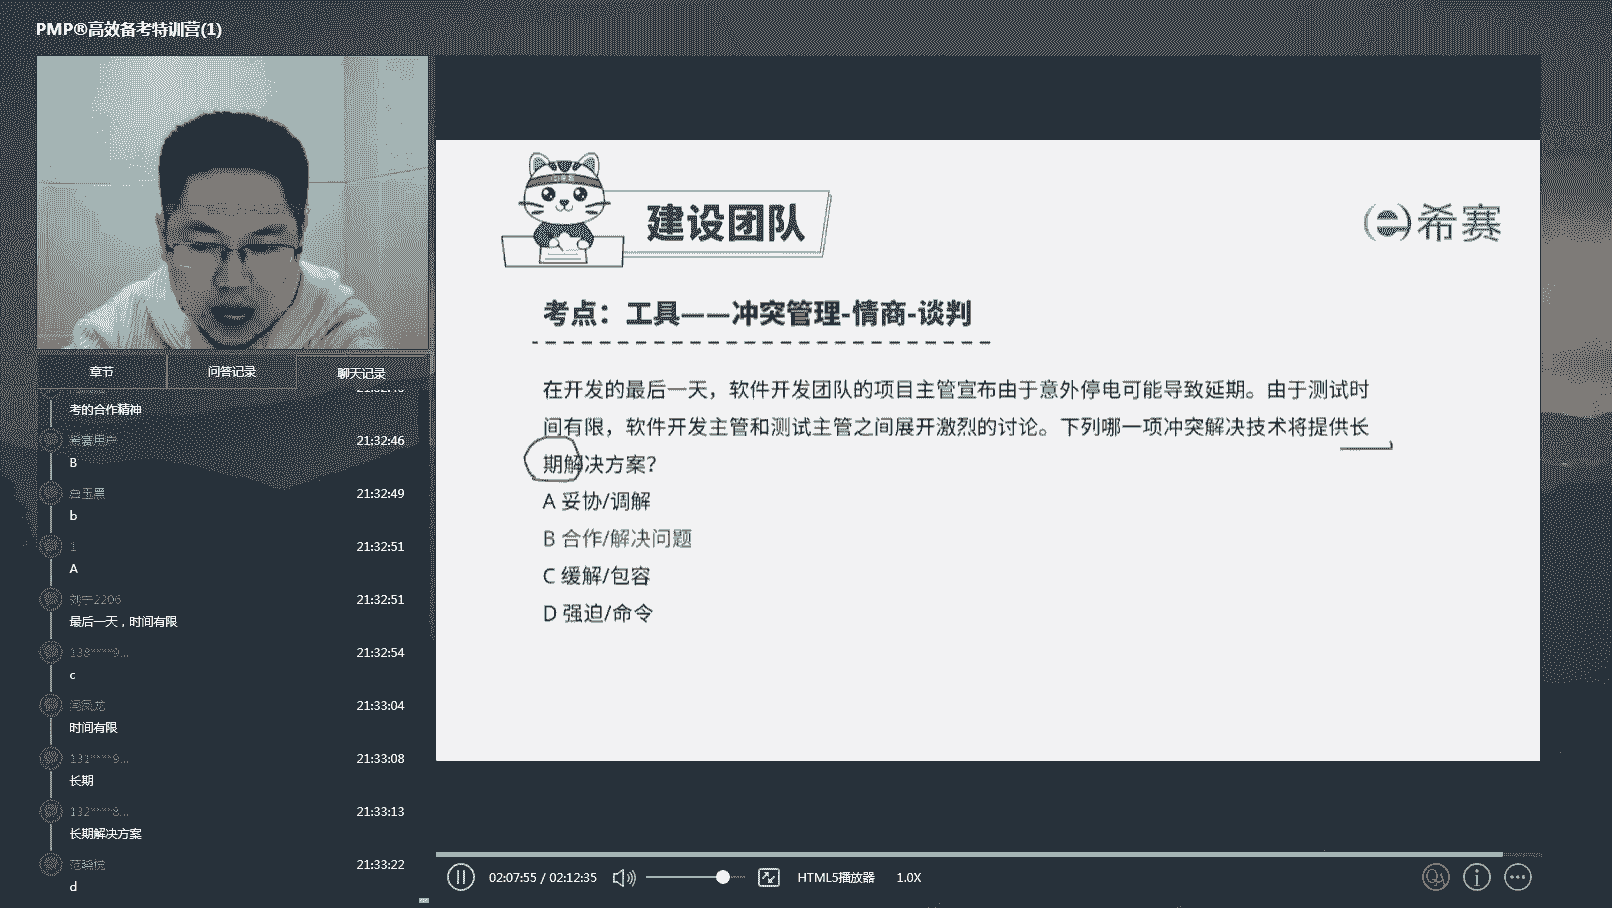 PMP®高效备考特训营(1)
章节
问答记录
聊天记录
考的合作精神
希赛用户
21:32:46
B
21:32:49
b
1
21:32:51
A
刘宇2206
21:32:51
最后一天，时间有限
138****9...
21:32:54
c
21:33:04
时间有限
131****9...
21:33:08
长期
132****8...
21:33:13
长期解决方案
范晓悦
21:33:22
d
建设团队
希赛
考点：工具——冲突管理-情商-谈判
在开发的最后一天，软件开发团队的项目主管宣布由于意外停电可能导致延期。由于测试时
间有限，软件开发主管和测试主管之间展开激烈的讨论。下列哪一项冲突解决技术将提供长
期解决方案？
A 妥协/调解
B 合作/解决问题
C 缓解/包容
D 强迫/命令
02:07:55 / 02:12:35
HTML5播放器
1.0X
QA